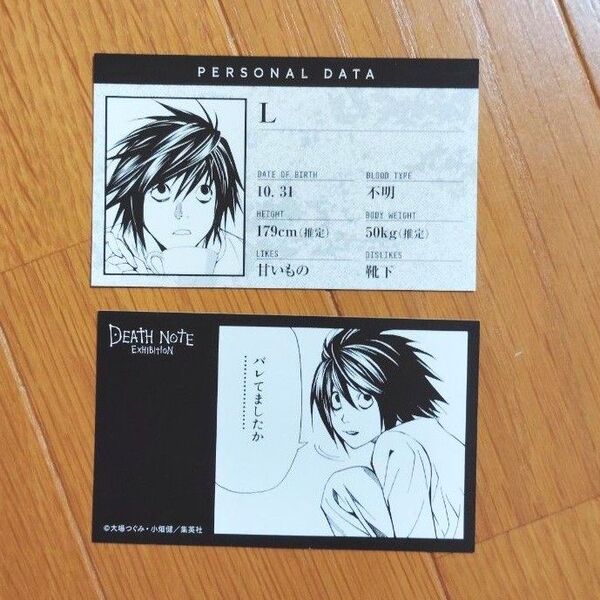 PERSONAL DATA
L
DATE OF BIRTH BLOOD TYPE
10. 31 不明
HEIGHT BODY WEIGHT
179cm(推定) 50kg(推定)
LIKES DISLIKES
甘いもの 靴下
DEATH NOTE
EXHIBITION
バレてましたか
………………
©大場つぐみ・小畑健／集英社